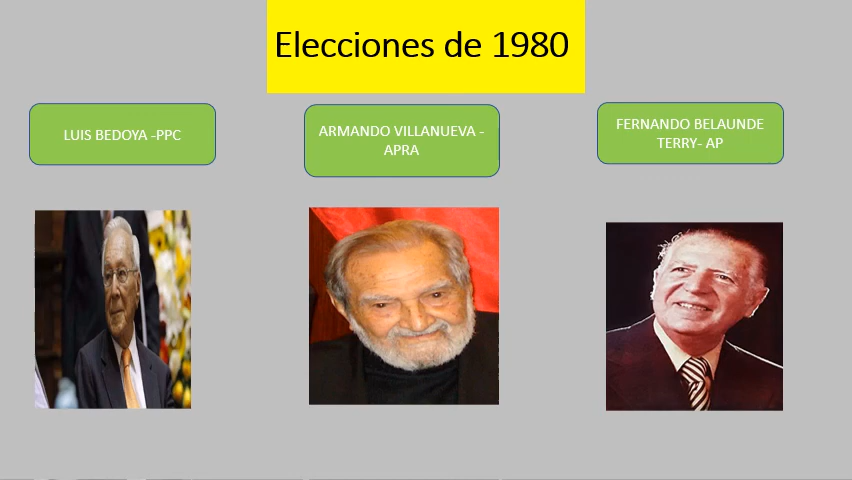 Elecciones de 1980
LUIS BEDOYA -PPC
ARMANDO VILLANUEVA -
APRA
FERNANDO BELAUNDE
TERRY- AP